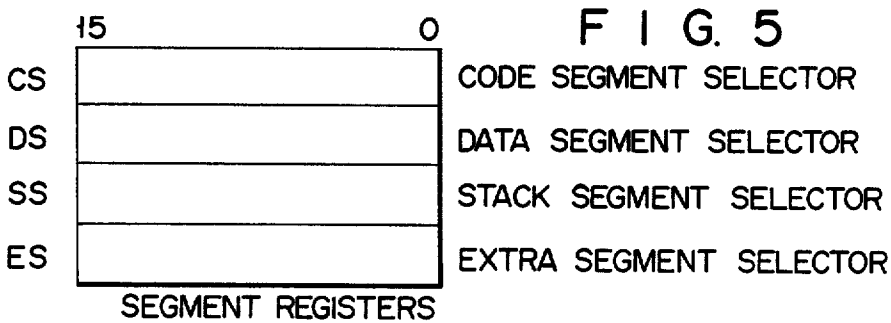 15 0 F I G. 5
CS CODE SEGMENT SELECTOR
DS DATA SEGMENT SELECTOR
SS STACK SEGMENT SELECTOR
ES EXTRA SEGMENT SELECTOR
SEGMENT REGISTERS